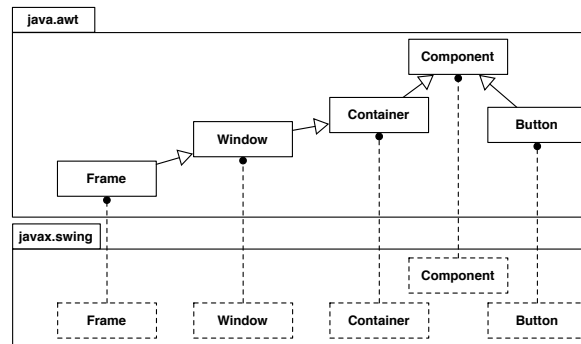 java.awt
Component
Container
Button
Window
Frame
javax.swing
Component
Frame
Window
Container
Button